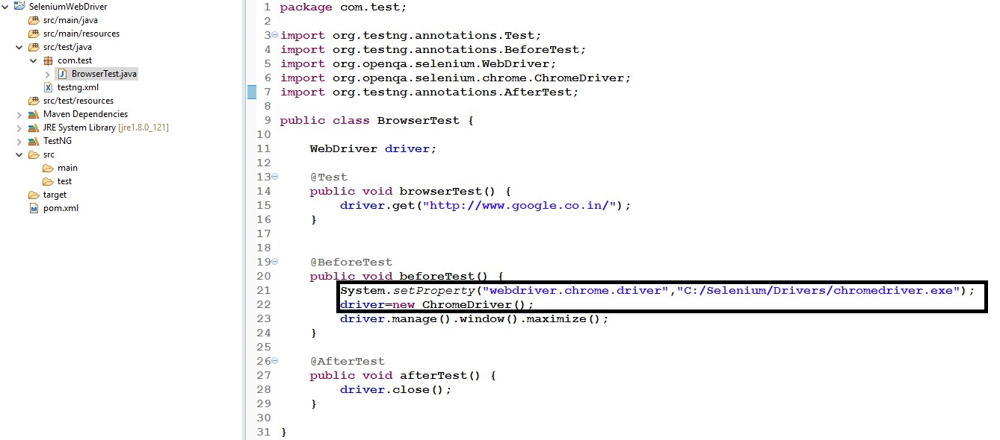 SeleniumWebDriver
src/main/java
src/main/resources
src/test/java
com.test
BrowserTest.java
testng.xml
src/test/resources
Maven Dependencies
JRE System Library [jre1.8.0_121]
TestNG
src
main
test
target
pom.xml
1 package com.test;
2
3 import org.testng.annotations.Test;
4 import org.testng.annotations.BeforeTest;
5 import org.openqa.selenium.WebDriver;
6 import org.openqa.selenium.chrome.ChromeDriver;
7 import org.testng.annotations.AfterTest;
8
9 public class BrowserTest {
10
11     WebDriver driver;
12
13     @Test
14     public void browserTest() {
15         driver.get("http://www.google.co.in/");
16     }
17
18
19     @BeforeTest
20     public void beforeTest() {
21         System.setProperty("webdriver.chrome.driver","C:/Selenium/Drivers/chromedriver.exe");
22         driver=new ChromeDriver();
23         driver.manage().window().maximize();
24     }
25
26     @AfterTest
27     public void afterTest() {
28         driver.close();
29     }
30
31 }